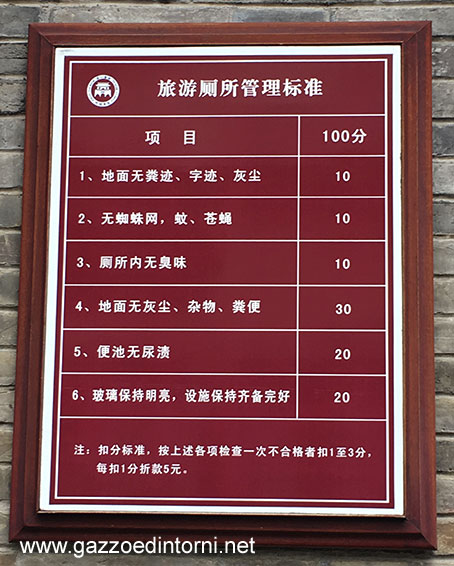 旅游厕所管理标准
项 目 100分
1、地面无粪迹、字迹、灰尘 10
2、无蜘蛛网，蚊、苍蝇 10
3、厕所内无臭味 10
4、地面无灰尘、杂物、粪便 30
5、便池无尿渍 20
6、玻璃保持明亮，设施保持齐备完好 20
注：扣分标准，按上述各项检查一次不合格者扣1至3分，
每扣1分折款5元。
www.gazzoedintorni.net